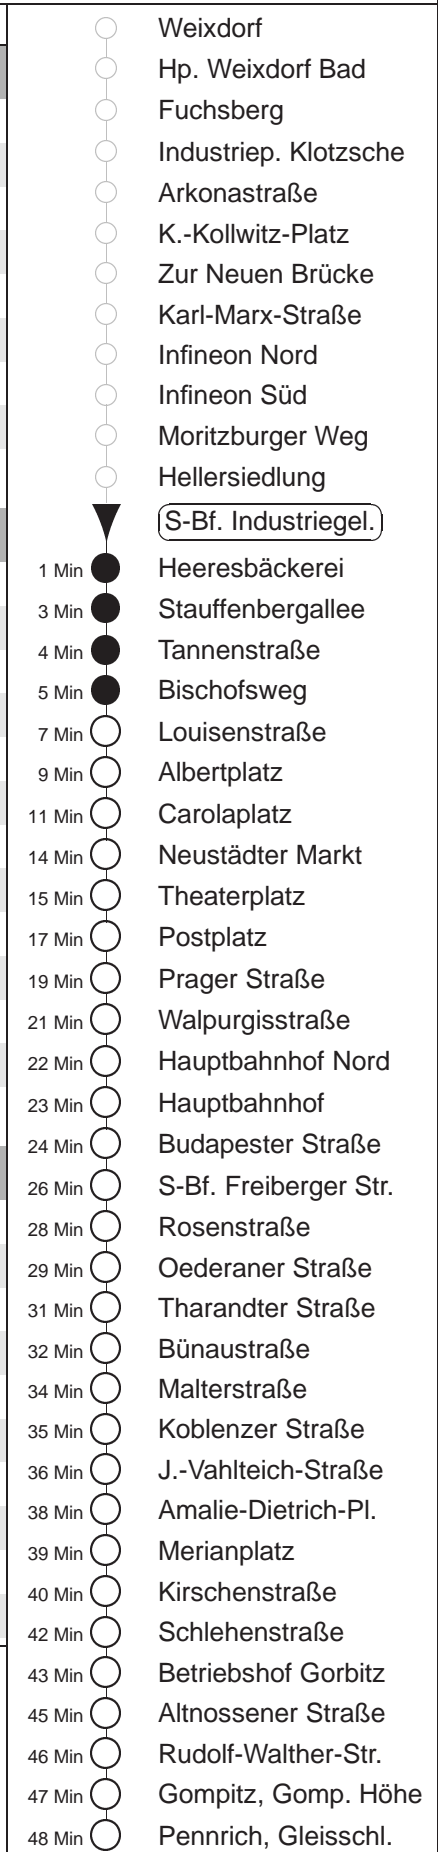 Weixdorf
Hp. Weixdorf Bad
Fuchsberg
Industriep. Klotzsche
Arkonastraße
K.-Kollwitz-Platz
Zur Neuen Brücke
Karl-Marx-Straße
Infineon Nord
Infineon Süd
Moritzburger Weg
Hellersiedlung
S-Bf. Industriegel.
1 Min Heeresbäckerei
3 Min Stauffenbergallee
4 Min Tannenstraße
5 Min Bischofsweg
7 Min Louisenstraße
9 Min Albertplatz
11 Min Carolaplatz
14 Min Neustädter Markt
15 Min Theaterplatz
17 Min Postplatz
19 Min Prager Straße
21 Min Walpurgisstraße
22 Min Hauptbahnhof Nord
23 Min Hauptbahnhof
24 Min Budapester Straße
26 Min S-Bf. Freiberger Str.
28 Min Rosenstraße
29 Min Oederaner Straße
31 Min Tharandter Straße
32 Min Bünaustraße
34 Min Malterstraße
35 Min Koblenzer Straße
36 Min J.-Vahlteich-Straße
38 Min Amalie-Dietrich-Pl.
39 Min Merianplatz
40 Min Kirschenstraße
42 Min Schlehenstraße
43 Min Betriebshof Gorbitz
45 Min Altnossener Straße
46 Min Rudolf-Walther-Str.
47 Min Gompitz, Gomp. Höhe
48 Min Pennrich, Gleisschl.